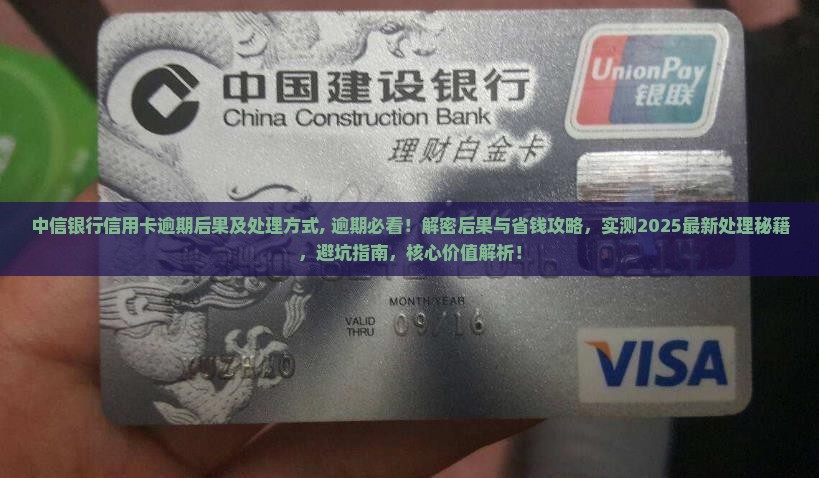 中国建设银行
China Construction Bank
理财白金卡
UnionPay
银联
中信银行信用卡逾期后果及处理方式, 逾期必看！解密后果与省钱攻略，实测2025最新处理秘籍
，避坑指南，核心价值解析！
MONTH/YEAR
VALID
THRU
09/16
VISA